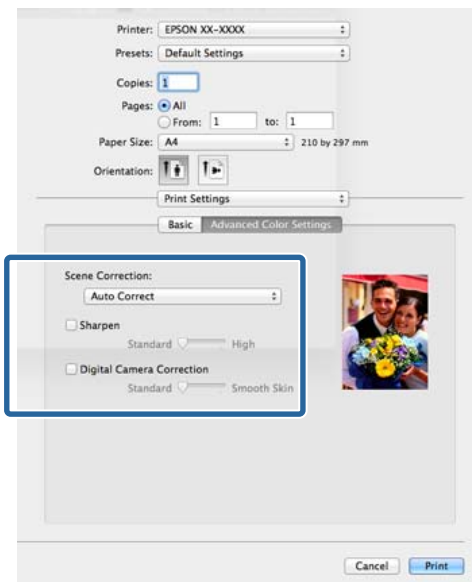 Printer: EPSON XX-XXXX
Presets: Default Settings
Copies: 1
Pages: All
From: 1 to: 1
Paper Size: A4 210 by 297 mm
Orientation:
Print Settings
Basic Advanced Color Settings
Scene Correction:
Auto Correct
Sharpen
Standard High
Digital Camera Correction
Standard Smooth Skin
Cancel Print